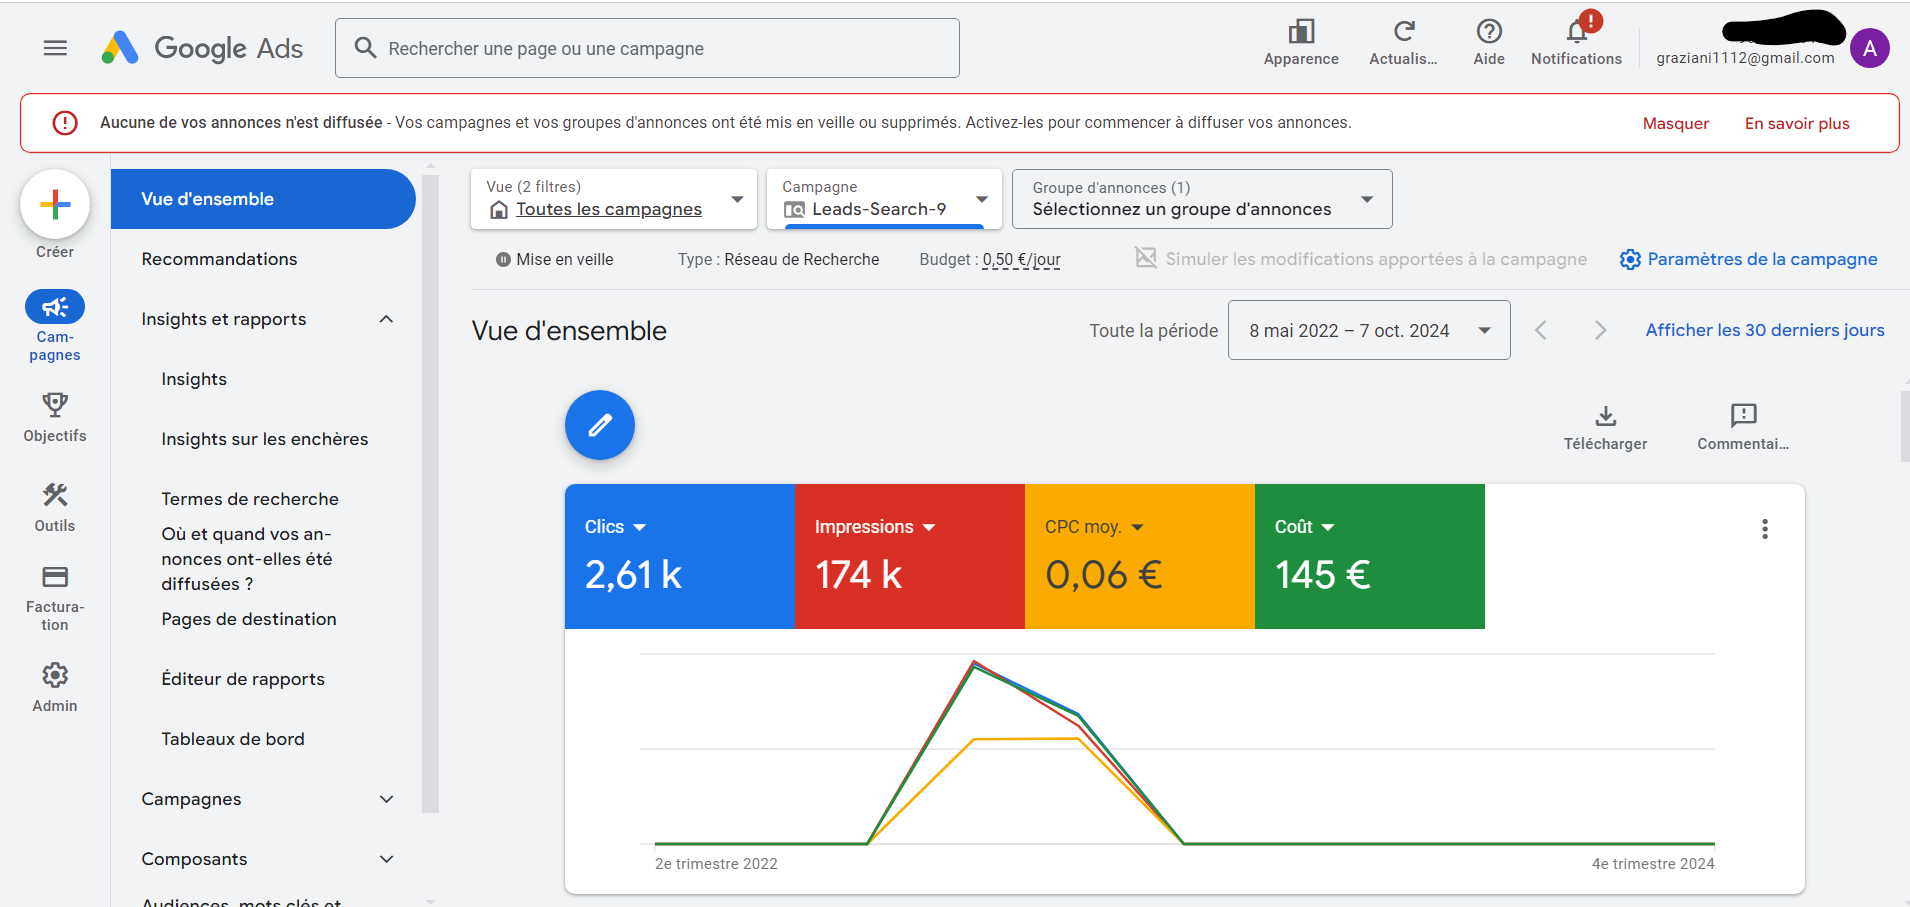 Google Ads
Rechercher une page ou une campagne
Apparence
Actualis...
Aide
Notifications
!
graziani1112@gmail.com
A
Aucune de vos annonces n'est diffusée - Vos campagnes et vos groupes d'annonces ont été mis en veille ou supprimés. Activez-les pour commencer à diffuser vos annonces.
Masquer
En savoir plus
Créer
Cam-
pagnes
Objectifs
Outils
Factura-
tion
Admin
Vue d'ensemble
Recommandations
Insights et rapports
Insights
Insights sur les enchères
Termes de recherche
Où et quand vos an-
nonces ont-elles été
diffusées ?
Pages de destination
Éditeur de rapports
Tableaux de bord
Campagnes
Composants
Audiences, mots clés et
Vue (2 filtres)
Toutes les campagnes
Campagne
Leads-Search-9
Groupe d'annonces (1)
Sélectionnez un groupe d'annonces
Mise en veille
Type : Réseau de Recherche
Budget : 0,50 €/jour
Simuler les modifications apportées à la campagne
Paramètres de la campagne
Vue d'ensemble
Toute la période
8 mai 2022 – 7 oct. 2024
Afficher les 30 derniers jours
Télécharger
Commentai...
Clics
2,61 k
Impressions
174 k
CPC moy.
0,06 €
Coût
145 €
2e trimestre 2022
4e trimestre 2024